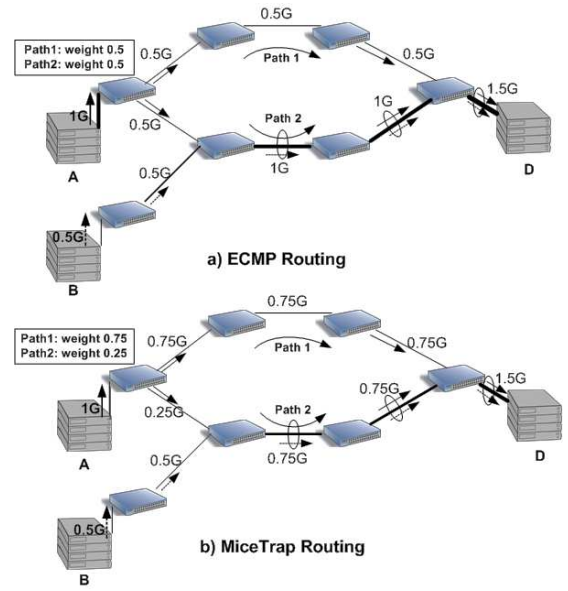 0.5G
0.5G
Path 1
0.5G
Path1: weight 0.5
Path2: weight 0.5
1G
0.5G
Path 2
1G
1.5G
A
0.5G
1G
D
0.5G
B
a) ECMP Routing
0.75G
0.75G
Path 1
0.75G
Path1: weight 0.75
Path2: weight 0.25
1G
0.25G
Path 2
0.75G
1.5G
A
0.5G
0.75G
D
0.5G
B
b) MiceTrap Routing